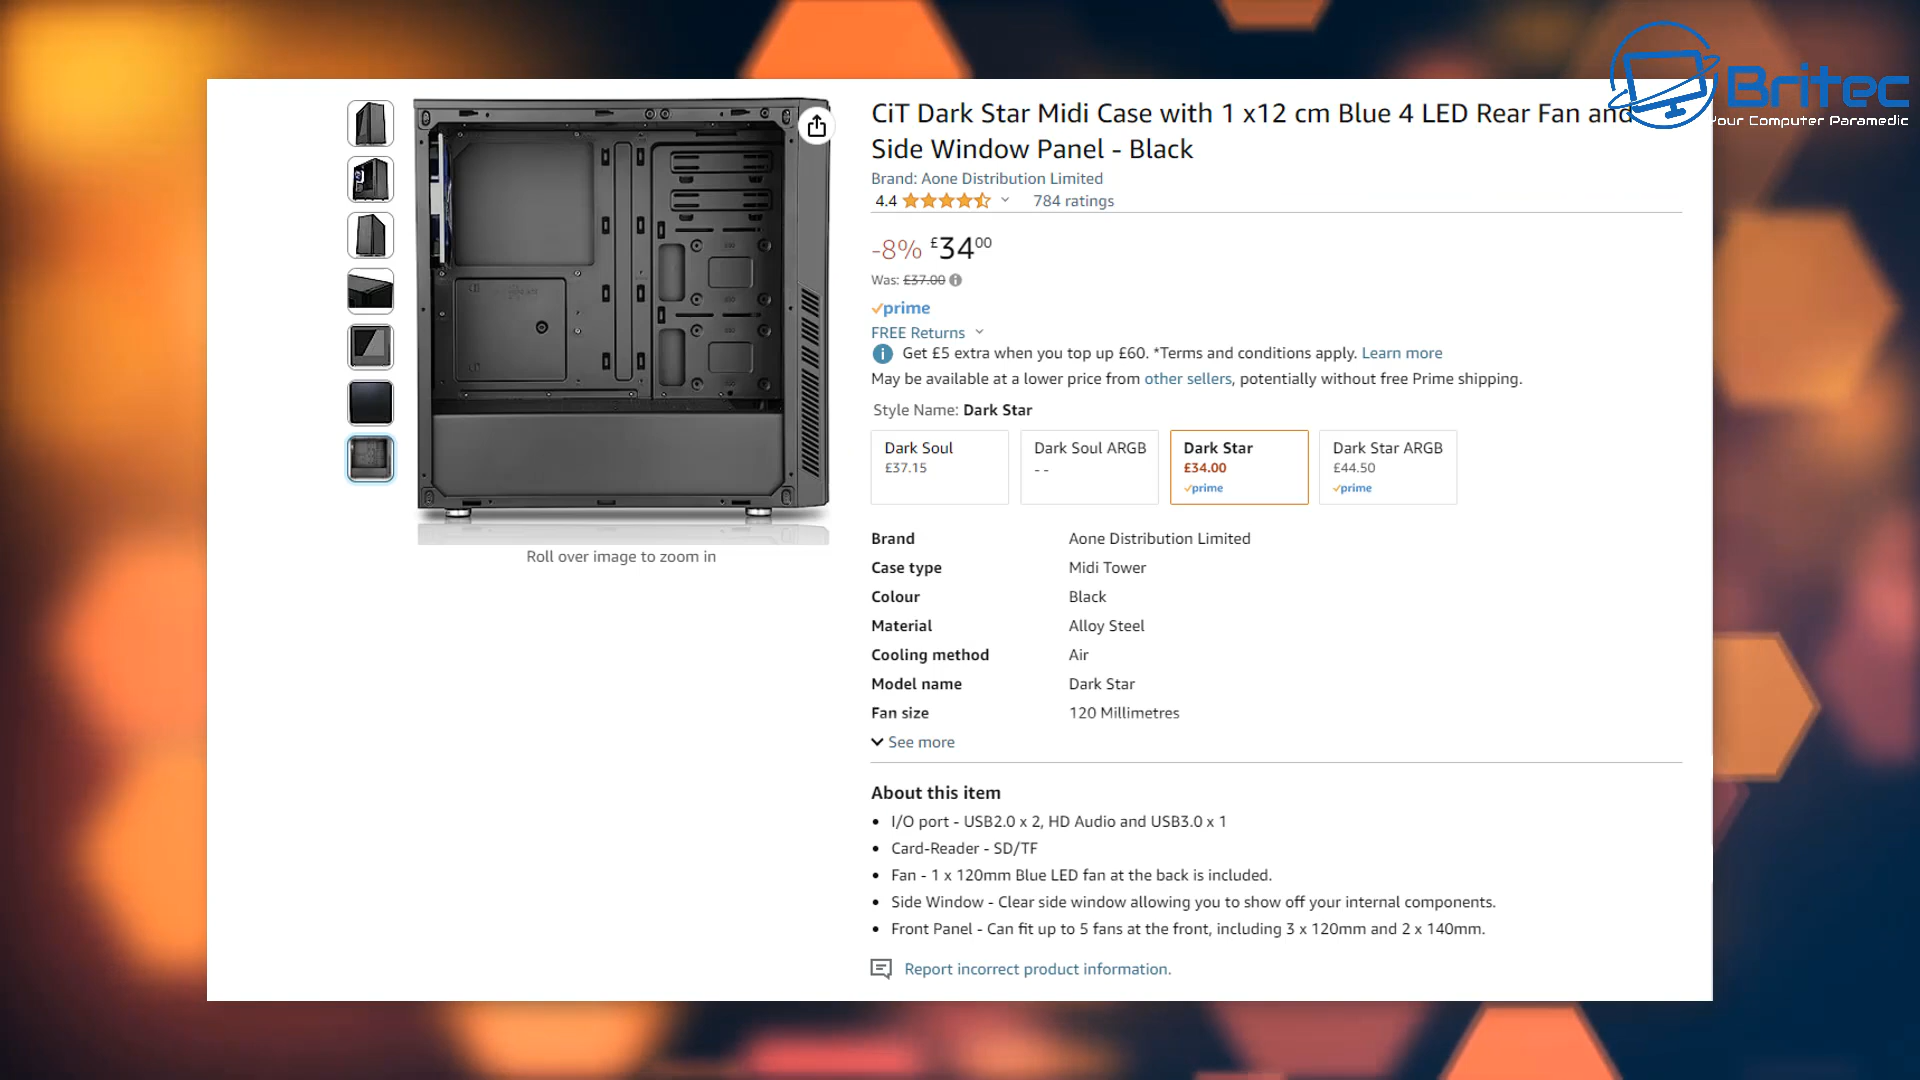 Britec
Your Computer Paramedic
CiT Dark Star Midi Case with 1 x12 cm Blue 4 LED Rear Fan and
Side Window Panel - Black
Brand: Aone Distribution Limited
4.4 784 ratings
-8% £34 00
Was: £37.00
prime
FREE Returns
Get £5 extra when you top up £60. *Terms and conditions apply. Learn more
May be available at a lower price from other sellers, potentially without free Prime shipping.
Style Name: Dark Star
Dark Soul
£37.15
Dark Soul ARGB
- -
Dark Star
£34.00
prime
Dark Star ARGB
£44.50
prime
Roll over image to zoom in
Brand Aone Distribution Limited
Case type Midi Tower
Colour Black
Material Alloy Steel
Cooling method Air
Model name Dark Star
Fan size 120 Millimetres
See more
About this item
• I/O port - USB2.0 x 2, HD Audio and USB3.0 x 1
• Card-Reader - SD/TF
• Fan - 1 x 120mm Blue LED fan at the back is included.
• Side Window - Clear side window allowing you to show off your internal components.
• Front Panel - Can fit up to 5 fans at the front, including 3 x 120mm and 2 x 140mm.
Report incorrect product information.